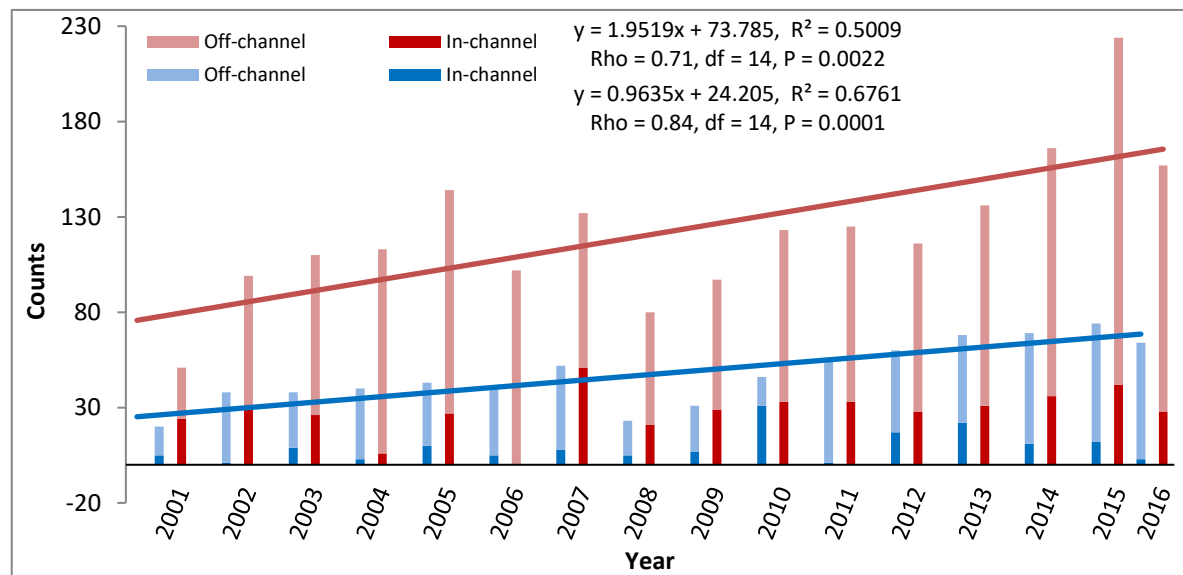 230
180
130
80
30
-20
Counts
Off-channel In-channel
Off-channel In-channel
y = 1.9519x + 73.785, R² = 0.5009
Rho = 0.71, df = 14, P = 0.0022
y = 0.9635x + 24.205, R² = 0.6761
Rho = 0.84, df = 14, P = 0.0001
2001 2002 2003 2004 2005 2006 2007 2008 2009 2010 2011 2012 2013 2014 2015 2016
Year